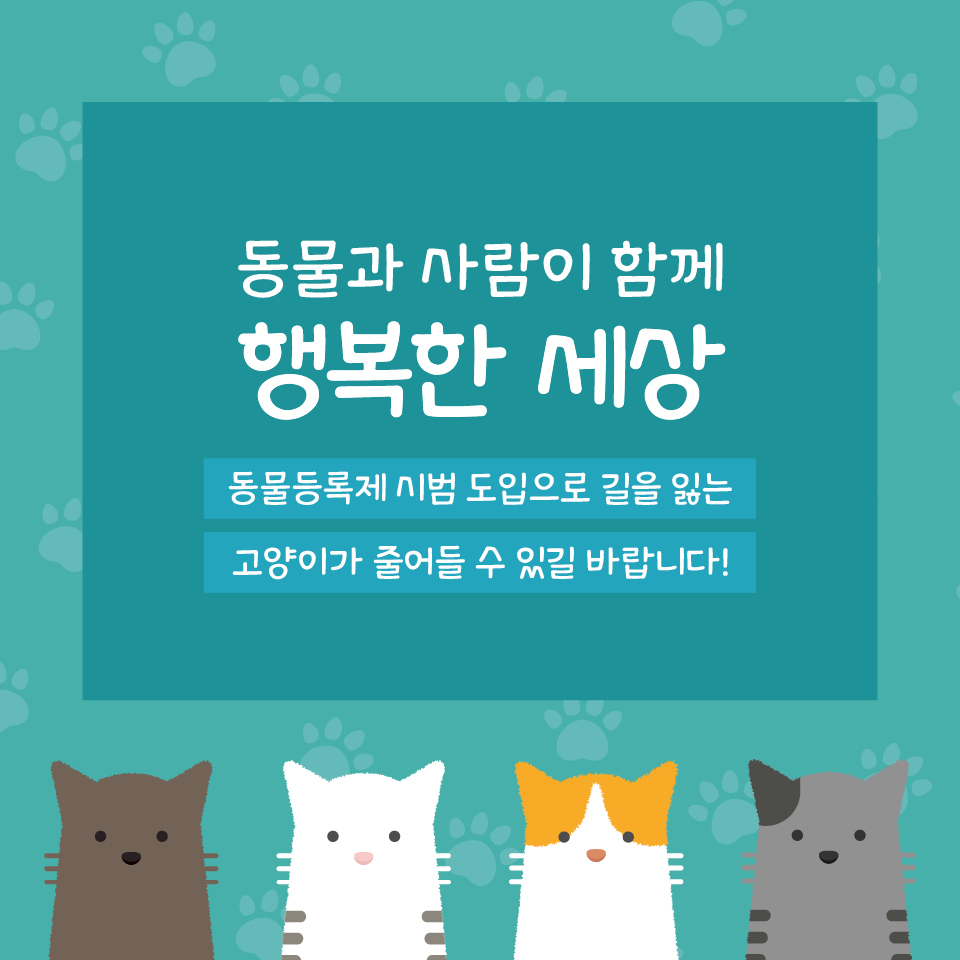 동물과 사람이 함께
행복한 세상
동물등록제 시범 도입으로 길을 잃는
고양이가 줄어들 수 있길 바랍니다!